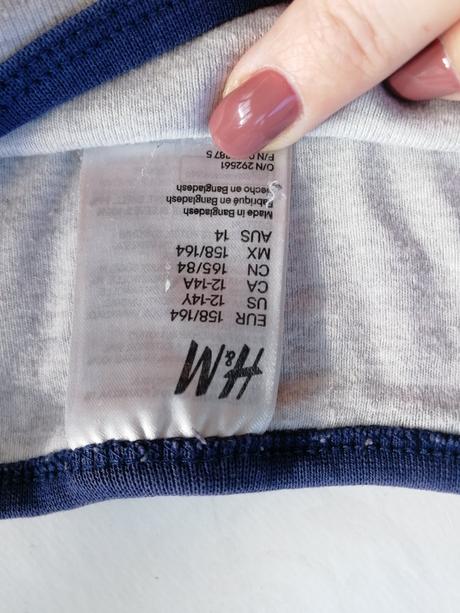 H&M
EUR 158/164
US 12-14Y
CA 12-14A
CN 165/84
MX 158/164
AUS 14
Made in Bangladesh
Fabriqué en Bangladesh
Hecho en Bangladesh
O/N 292561